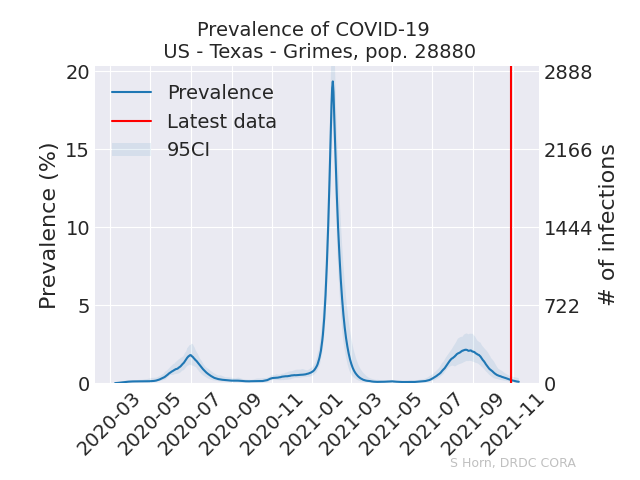 Prevalence of COVID-19
US - Texas - Grimes, pop. 28880
Prevalence (%)
20
15
10
5
0
Prevalence
Latest data
95CI
2888
2166
1444
722
0
# of infections
2020-03
2020-05
2020-07
2020-09
2020-11
2021-01
2021-03
2021-05
2021-07
2021-09
2021-11
S Horn, DRDC CORA